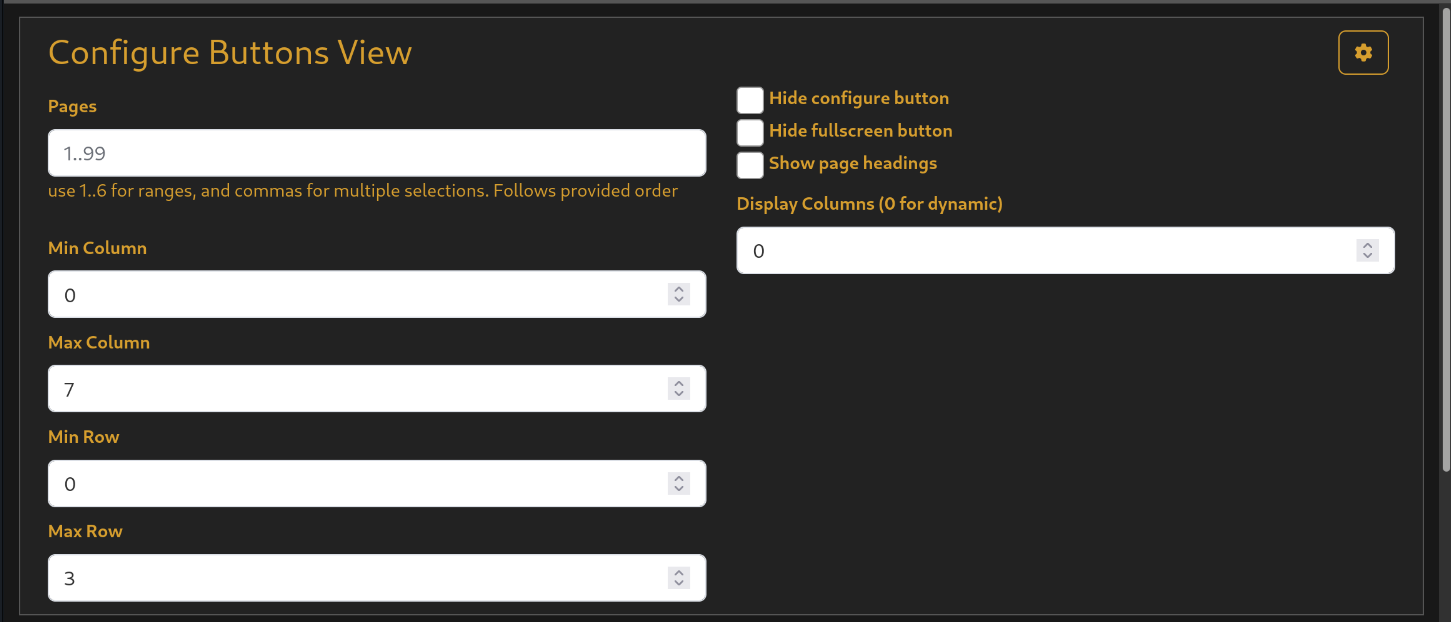 Configure Buttons View
Pages
1..99
use 1..6 for ranges, and commas for multiple selections. Follows provided order
Min Column
0
Max Column
7
Min Row
0
Max Row
3
Hide configure button
Hide fullscreen button
Show page headings
Display Columns (0 for dynamic)
0